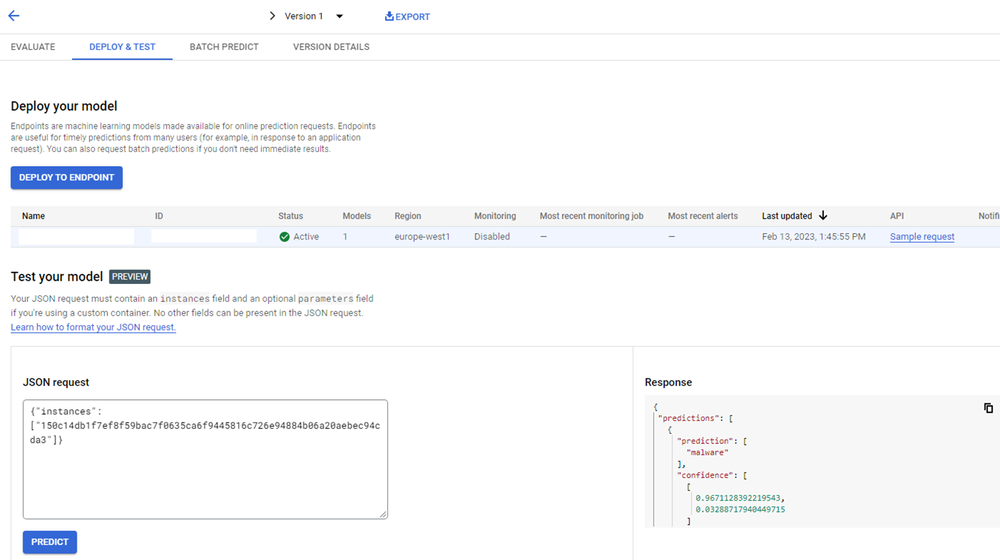 Version 1
EXPORT
EVALUATE
DEPLOY & TEST
BATCH PREDICT
VERSION DETAILS
Deploy your model
Endpoints are machine learning models made available for online prediction requests. Endpoints
are useful for timely predictions from many users (for example, in response to an application
request). You can also request batch predictions if you don't need immediate results.
DEPLOY TO ENDPOINT
Name ID Status Models Region Monitoring Most recent monitoring job Most recent alerts Last updated API Notifi
Active 1 europe-west1 Disabled — — Feb 13, 2023, 1:45:55 PM Sample request
Test your model PREVIEW
Your JSON request must contain an instances field and an optional parameters field
if you're using a custom container. No other fields can be present in the JSON request.
Learn how to format your JSON request.
JSON request
{"instances":
["150c14db1f7ef8f59bac7f0635ca6f9445816c726e94884b06a20aebec94c
da3"]}
PREDICT
Response
{
"predictions": [
{
"prediction": [
"malware"
],
"confidence": [
[
0.9671128392219543,
0.03288717940449715
]